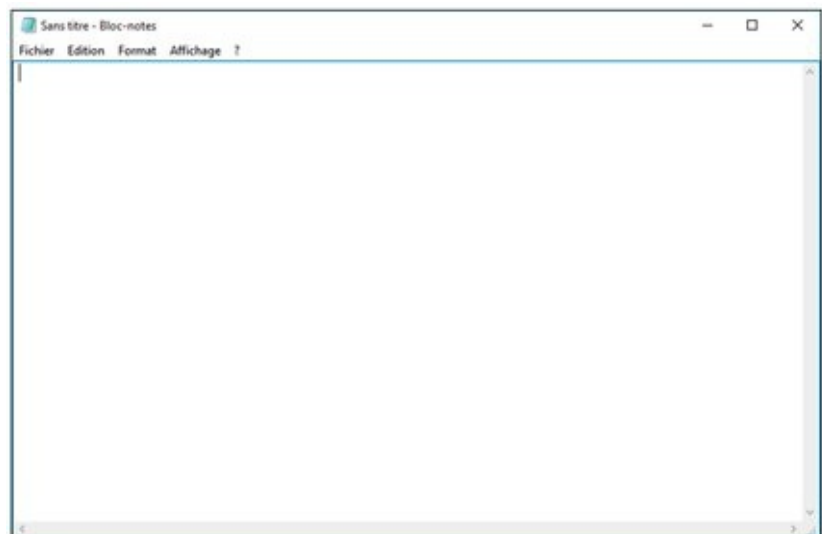 Sans titre - Bloc-notes
Fichier Edition Format Affichage ?